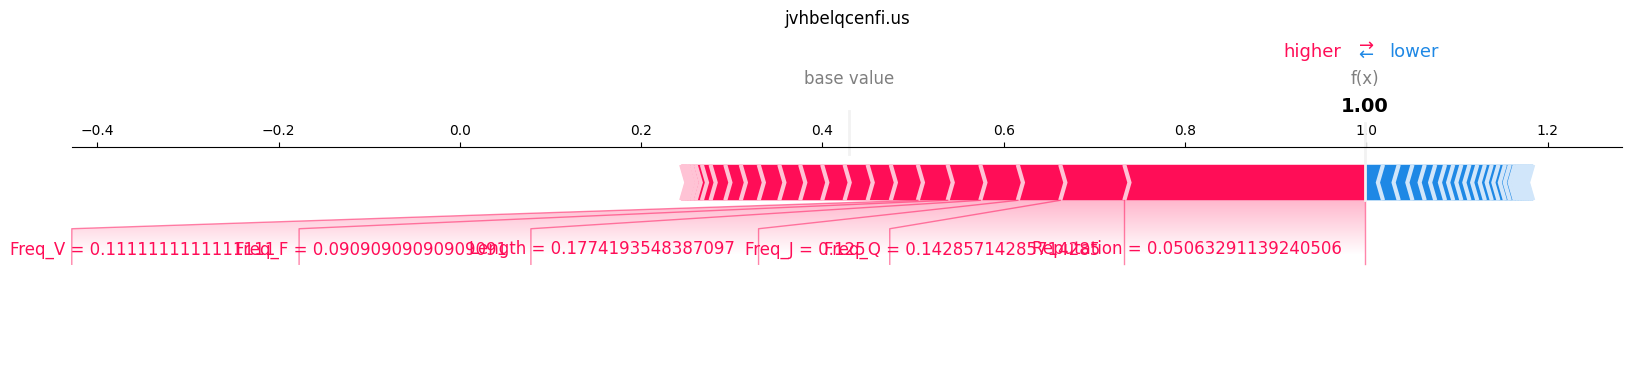 jvhbelqcenfi.us
higher ⇄ lower
base value f(x)
1.00
−0.4 −0.2 0.0 0.2 0.4 0.6 0.8 1.0 1.2
Freq_V = 0.1111111111111111 Freq_F = 0.09090909090909091 Length = 0.1774193548387097 Freq_J = 0.125 Freq_Q = 0.14285714285714285 Reputation = 0.05063291139240506